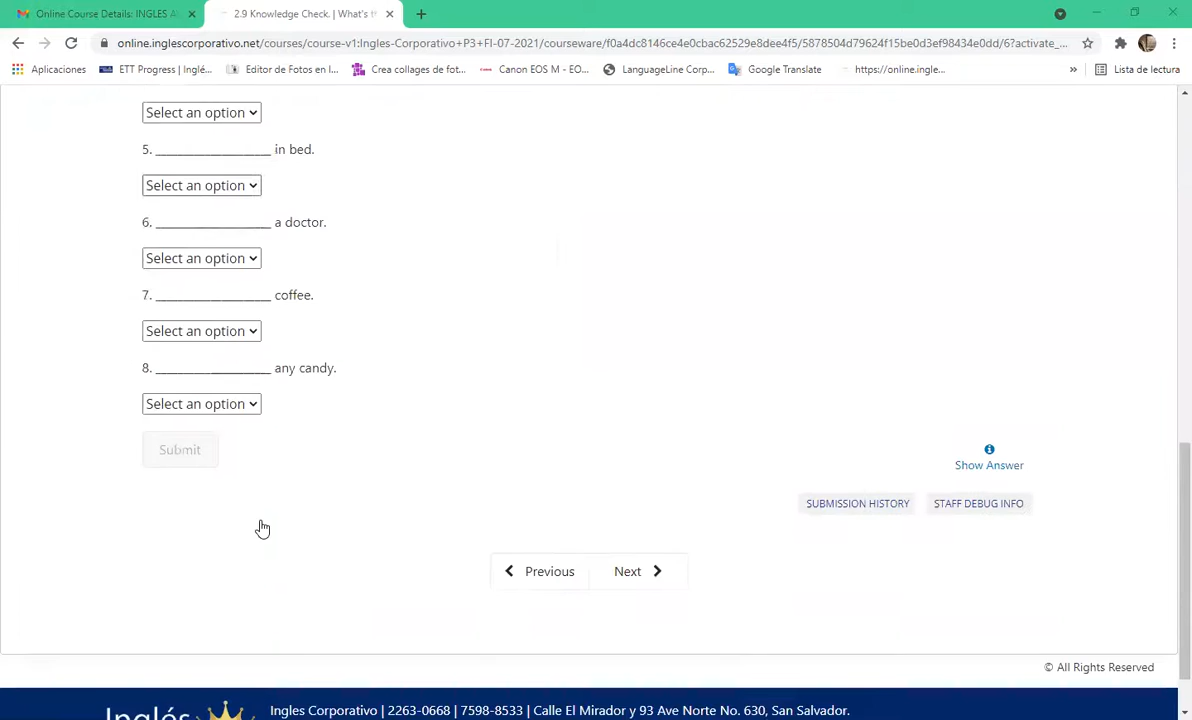 Online Course Details: INGLES A
2.9 Knowledge Check. | What's t
online.inglescorporativo.net/courses/course-v1:Ingles-Corporativo+P3+FI-07-2021/courseware/f0a4dc8146ce4e0cbac62529e8dee4f5/5878504d79624f15be0d3ef98434e0dd/6?activate_...
Aplicaciones
ETT Progress | Inglé...
Editor de Fotos en l...
Crea collages de fot...
Canon EOS M - EO...
LanguageLine Corp...
Google Translate
https://online.ingle...
»
Lista de lectura
Select an option
5. ____________________ in bed.
Select an option
6. ____________________ a doctor.
Select an option
7. ____________________ coffee.
Select an option
8. ____________________ any candy.
Select an option
Submit
Show Answer
SUBMISSION HISTORY
STAFF DEBUG INFO
Previous
Next
© All Rights Reserved
Inglés
Ingles Corporativo | 2263-0668 | 7598-8533 | Calle El Mirador y 93 Ave Norte No. 630, San Salvador.